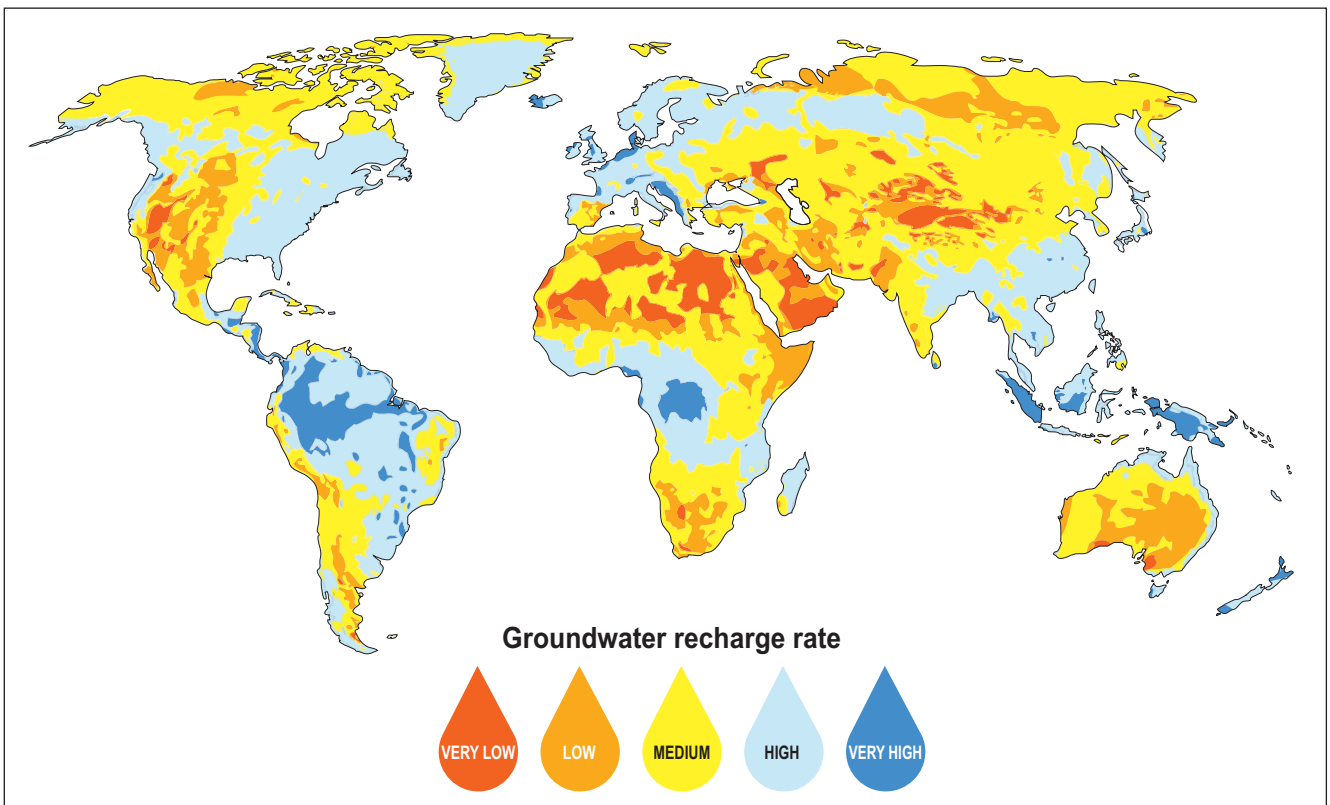 Groundwater recharge rate
VERY LOW
LOW
MEDIUM
HIGH
VERY HIGH